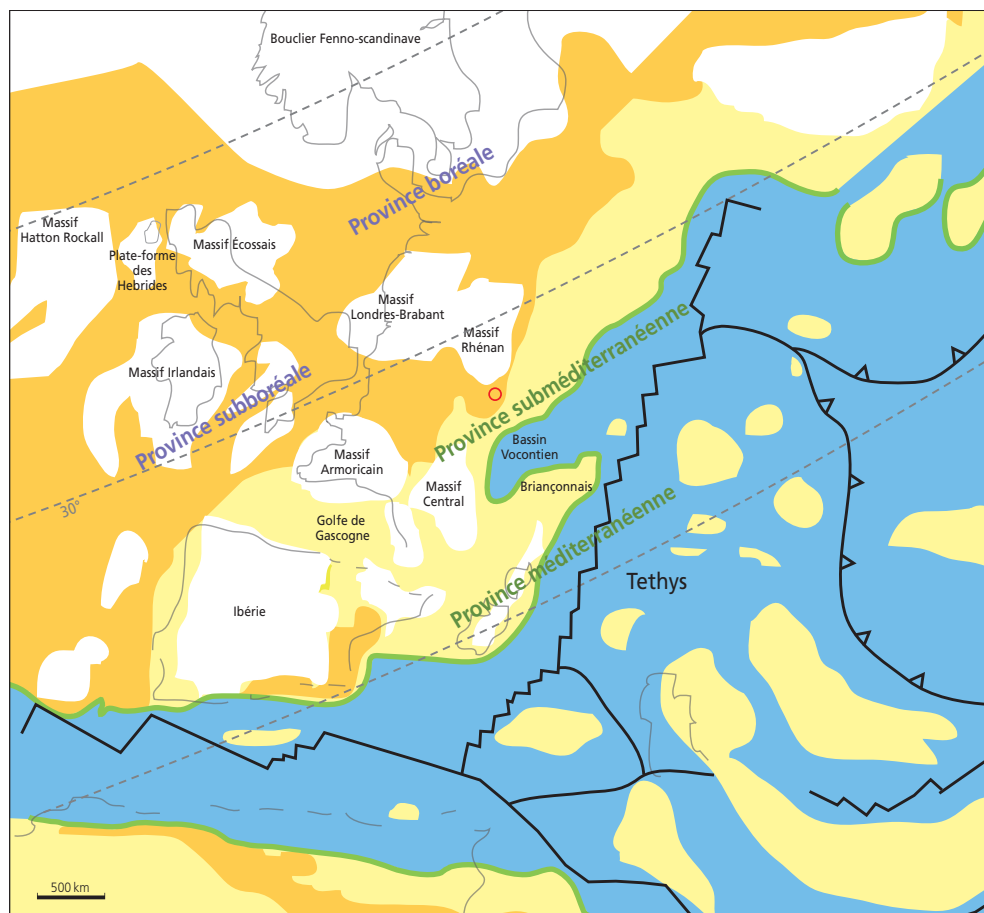 Bouclier Fenno-scandinave
Province boréale
Massif
Hatton Rockall
Plate-forme
des
Hebrides
Massif Écossais
Massif
Londres-Brabant
Massif
Rhénan
Massif Irlandais
Province subboréale
Province subméditerranéenne
Massif
Armoricain
Bassin
Vocontien
Massif
Central
Briançonnais
30°
Golfe de
Gascogne
Province méditerranéenne
Tethys
Ibérie
500 km